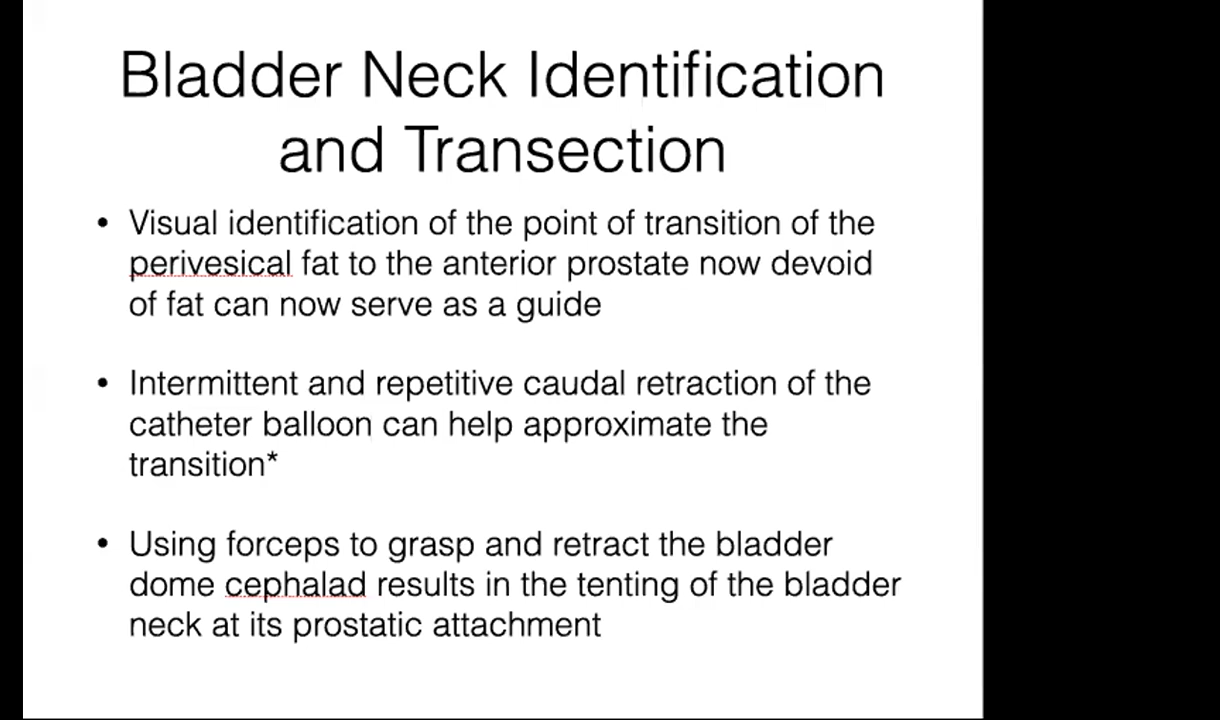 Bladder Neck Identification
and Transection
• Visual identification of the point of transition of the
perivesical fat to the anterior prostate now devoid
of fat can now serve as a guide
• Intermittent and repetitive caudal retraction of the
catheter balloon can help approximate the
transition*
• Using forceps to grasp and retract the bladder
dome cephalad results in the tenting of the bladder
neck at its prostatic attachment